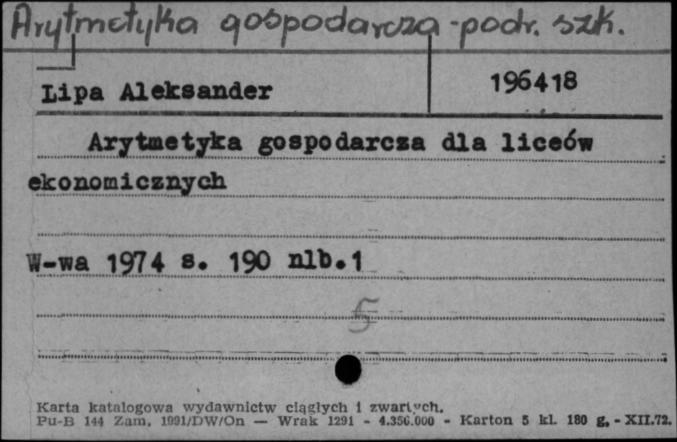 Arytmetyka gospodarcza - podr. szk.
Lipa Aleksander 196418
Arytmetyka gospodarcza dla liceów
ekonomicznych
W-wa 1974 s. 190 nlb.1
5
Karta katalogowa wydawnictw ciągłych i zwartych.
Pu-B 144 Zam. 1991/DW/On — Wrak 1291 - 4.350.000 - Karton 5 kl. 180 g. - XII.72.